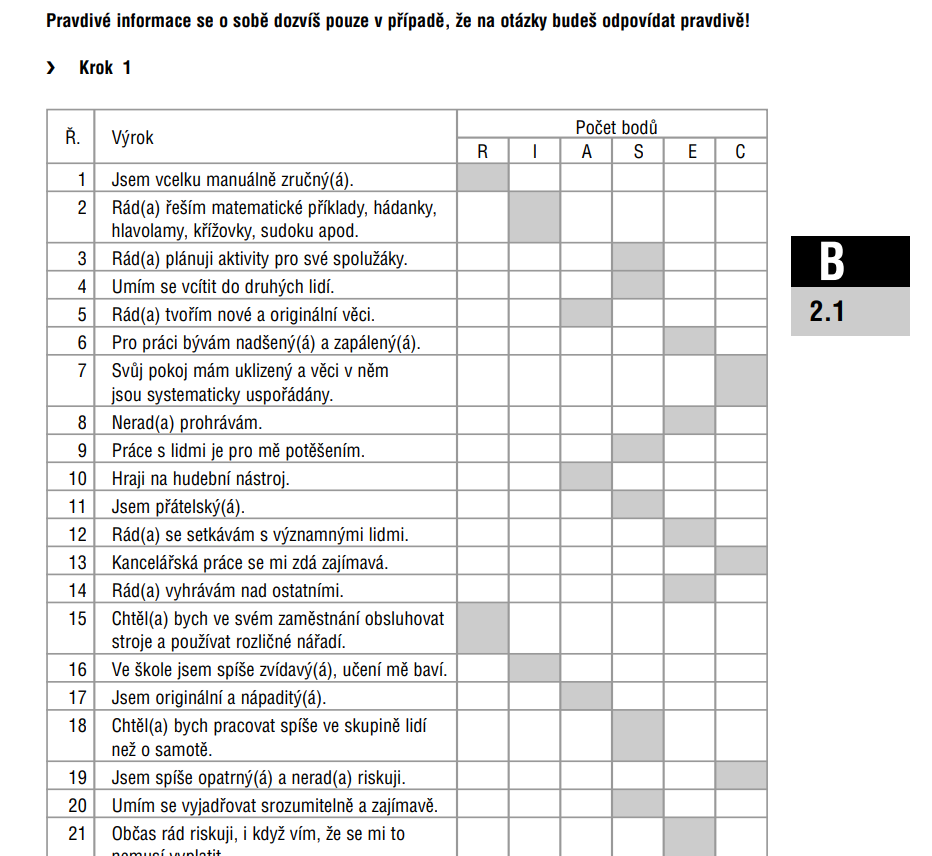 Pravdivé informace se o sobě dozvíš pouze v případě, že na otázky budeš odpovídat pravdivě!
› Krok 1
Ř. Výrok Počet bodů
R I A S E C
1 Jsem vcelku manuálně zručný(á).
2 Rád(a) řeším matematické příklady, hádanky,
hlavolamy, křížovky, sudoku apod.
3 Rád(a) plánuji aktivity pro své spolužáky.
4 Umím se vcítit do druhých lidí.
5 Rád(a) tvořím nové a originální věci.
6 Pro práci bývám nadšený(á) a zapálený(á).
7 Svůj pokoj mám uklizený a věci v něm
jsou systematicky uspořádány.
8 Nerad(a) prohrávám.
9 Práce s lidmi je pro mě potěšením.
10 Hraji na hudební nástroj.
11 Jsem přátelský(á).
12 Rád(a) se setkávám s významnými lidmi.
13 Kancelářská práce se mi zdá zajímavá.
14 Rád(a) vyhrávám nad ostatními.
15 Chtěl(a) bych ve svém zaměstnání obsluhovat
stroje a používat rozličné nářadí.
16 Ve škole jsem spíše zvídavý(á), učení mě baví.
17 Jsem originální a nápaditý(á).
18 Chtěl(a) bych pracovat spíše ve skupině lidí
než o samotě.
19 Jsem spíše opatrný(á) a nerad(a) riskuji.
20 Umím se vyjadřovat srozumitelně a zajímavě.
21 Občas rád riskuji, i když vím, že se mi to
nemusí vyplatit.
B
2.1